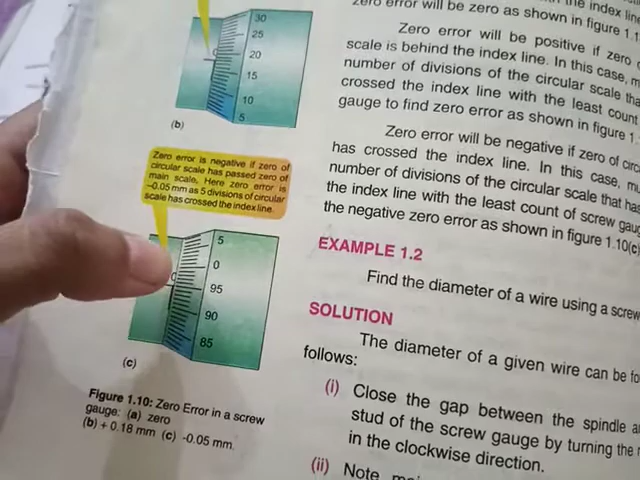 30
25
0
20
15
10
5
(b)
Zero error is negative if zero of
circular scale has passed zero of
main scale. Here zero error is
-0.05 mm as 5 divisions of circular
scale has crossed the index line.
5
0
0
95
90
85
(c)
Figure 1.10: Zero Error in a screw
gauge: (a) zero
(b) + 0.18 mm (c) -0.05 mm.
the index line
zero error will be zero as shown in figure 1.1
Zero error will be positive if zero
scale is behind the index line. In this case,
number of divisions of the circular scale
crossed the index line with the least count
gauge to find zero error as shown in figure 1.
Zero error will be negative if zero of
has crossed the index line. In this case,
number of divisions of the circular scale that
the index line with the least count of screw
the negative zero error as shown in figure 1.10(c)
EXAMPLE 1.2
Find the diameter of a wire using a screw
SOLUTION
The diameter of a given wire can be
follows:
(i) Close the gap between the spindle
stud of the screw gauge by turning the
in the clockwise direction.
(ii) Note